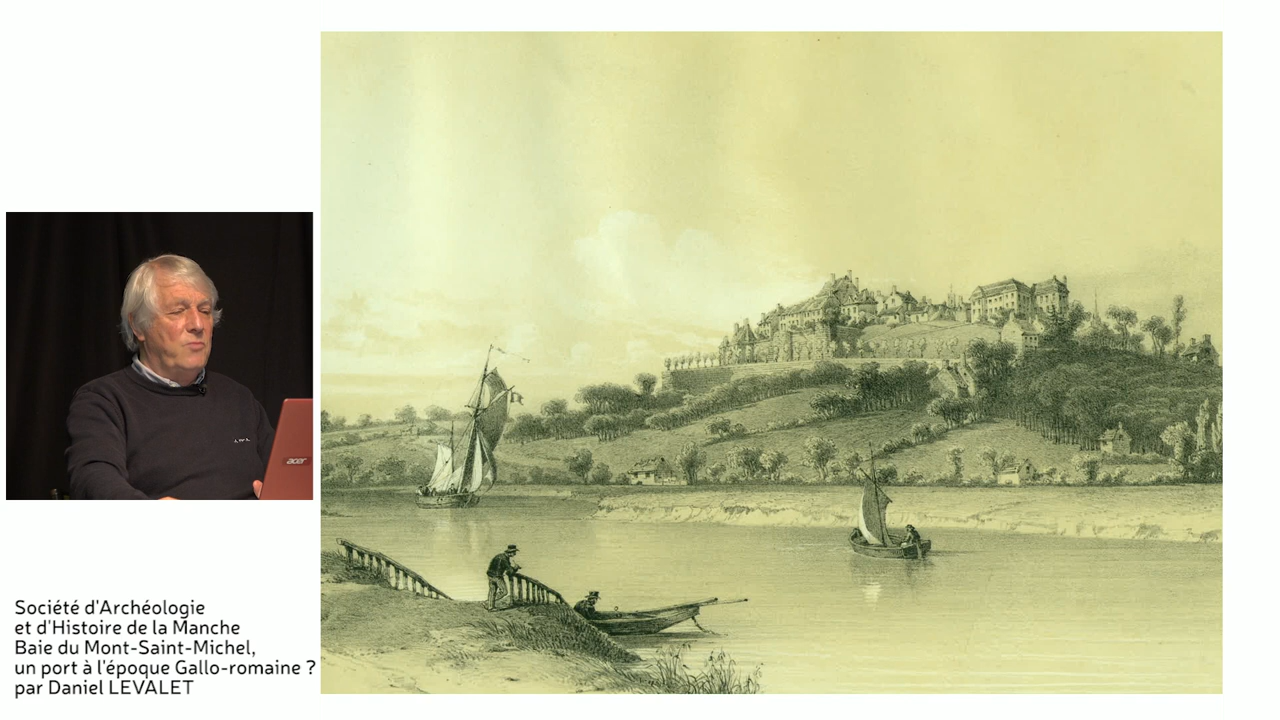 acer
Société d'Archéologie
et d'Histoire de la Manche
Baie du Mont-Saint-Michel,
un port à l'époque Gallo-romaine ?
par Daniel LEVALET